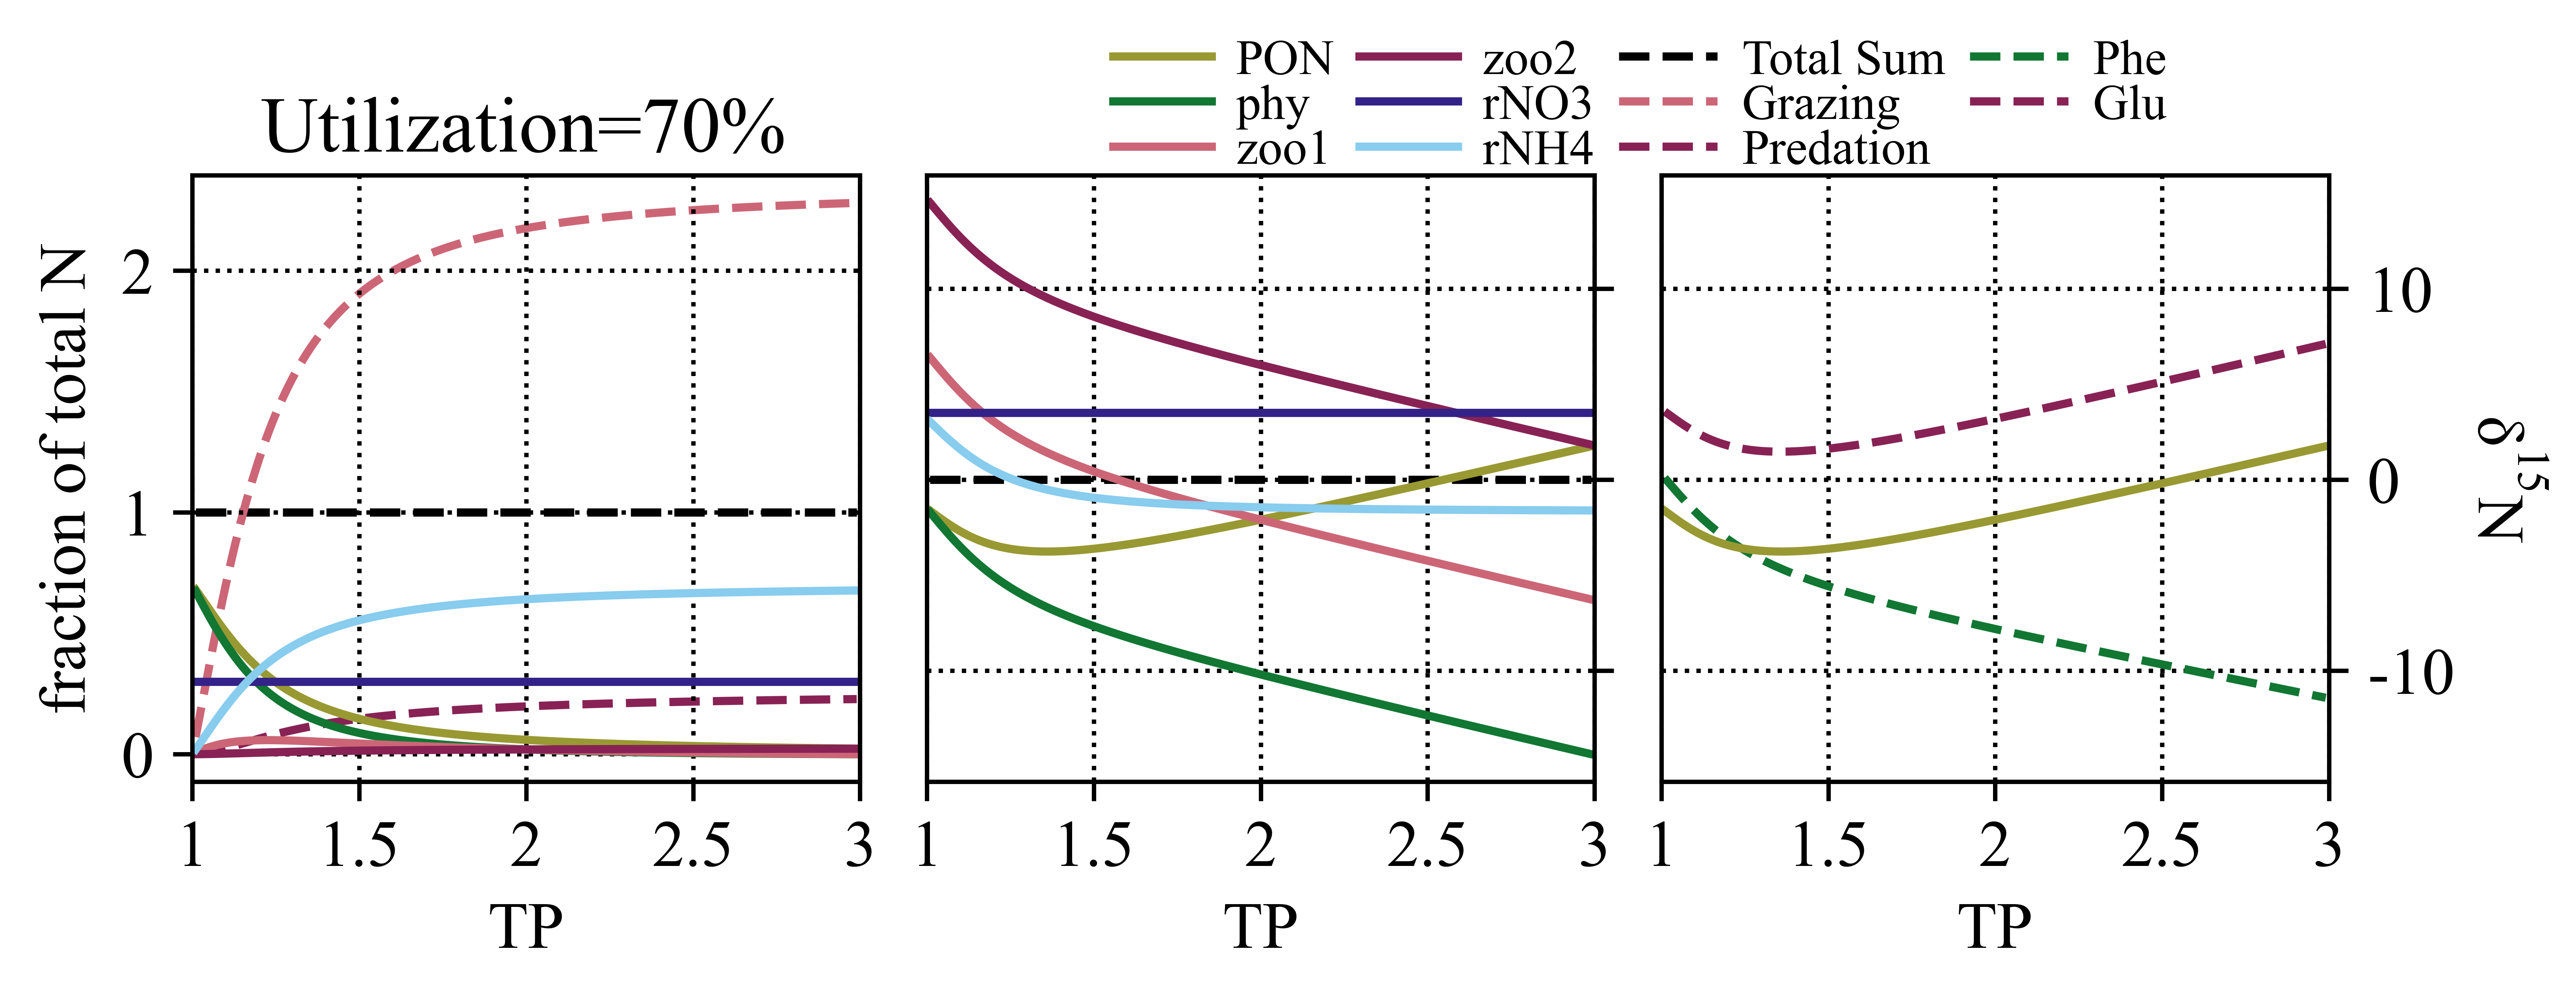 Utilization=70%
PON zoo2 Total Sum Phe
phy rNO3 Grazing Glu
zoo1 rNH4 Predation
fraction of total N
2
1
0
10
0
-10
δ¹⁵N
1 1.5 2 2.5 3 1 1.5 2 2.5 3 1 1.5 2 2.5 3
TP TP TP